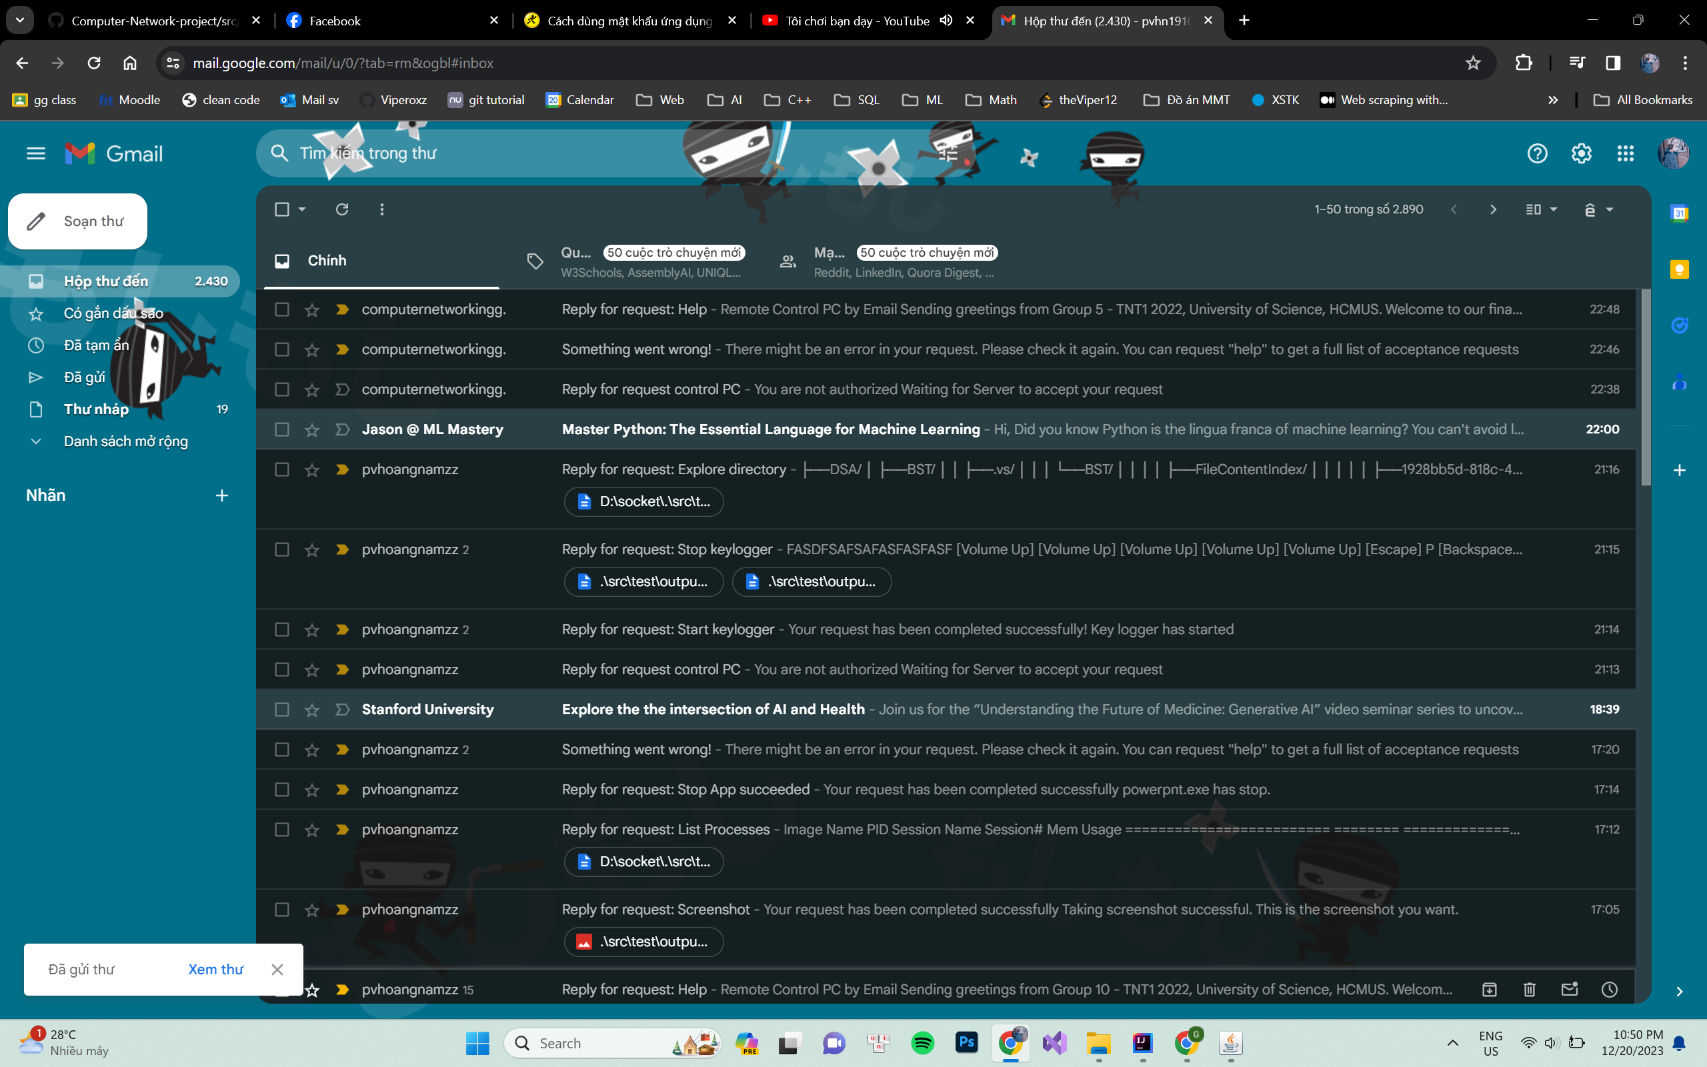 Computer-Network-project/src/
Facebook
Cách dùng mật khẩu ứng dụng
Tôi chơi bạn dạy - YouTube
Hộp thư đến (2.430) - pvhn191
mail.google.com/mail/u/0/?tab=rm&ogbl#inbox
gg class
fit Moodle
clean code
Mail sv
Viperoxz
nu git tutorial
Calendar
Web
AI
C++
SQL
ML
Math
theViper12
Đồ án MMT
XSTK
Web scraping with...
All Bookmarks
Gmail
Tìm kiếm trong thư
Soạn thư
1–50 trong số 2.890
Hộp thư đến 2.430
Có gắn dấu sao
Đã tạm ẩn
Đã gửi
Thư nháp 19
Danh sách mở rộng
Nhãn
Chính
Qu... 50 cuộc trò chuyện mới
W3Schools, AssemblyAI, UNIQL...
Mạ... 50 cuộc trò chuyện mới
Reddit, LinkedIn, Quora Digest, ...
computernetworkingg. Reply for request: Help - Remote Control PC by Email Sending greetings from Group 5 - TNT1 2022, University of Science, HCMUS. Welcome to our fina... 22:48
computernetworkingg. Something went wrong! - There might be an error in your request. Please check it again. You can request "help" to get a full list of acceptance requests 22:46
computernetworkingg. Reply for request control PC - You are not authorized Waiting for Server to accept your request 22:38
Jason @ ML Mastery Master Python: The Essential Language for Machine Learning - Hi, Did you know Python is the lingua franca of machine learning? You can't avoid l... 22:00
pvhoangnamzz Reply for request: Explore directory - ├──DSA/ │ ├──BST/ │ │ ├──.vs/ │ │ │ └──BST/ │ │ │ │ ├──FileContentIndex/ │ │ │ │ │ ├──1928bb5d-818c-4... 21:16
D:\socket\.\src\t...
pvhoangnamzz 2 Reply for request: Stop keylogger - FASDFSAFSAFASFASFASF [Volume Up] [Volume Up] [Volume Up] [Volume Up] [Volume Up] [Escape] P [Backspace... 21:15
.\src\test\outpu... .\src\test\outpu...
pvhoangnamzz 2 Reply for request: Start keylogger - Your request has been completed successfully! Key logger has started 21:14
pvhoangnamzz Reply for request control PC - You are not authorized Waiting for Server to accept your request 21:13
Stanford University Explore the the intersection of AI and Health - Join us for the “Understanding the Future of Medicine: Generative AI” video seminar series to uncov... 18:39
pvhoangnamzz 2 Something went wrong! - There might be an error in your request. Please check it again. You can request "help" to get a full list of acceptance requests 17:20
pvhoangnamzz Reply for request: Stop App succeeded - Your request has been completed successfully powerpnt.exe has stop. 17:14
pvhoangnamzz Reply for request: List Processes - Image Name PID Session Name Session# Mem Usage ========================= ======== =============... 17:12
D:\socket\.\src\t...
pvhoangnamzz Reply for request: Screenshot - Your request has been completed successfully Taking screenshot successful. This is the screenshot you want. 17:05
.\src\test\outpu...
pvhoangnamzz 15 Reply for request: Help - Remote Control PC by Email Sending greetings from Group 10 - TNT1 2022, University of Science, HCMUS. Welcom...
Đã gửi thư Xem thư
1
28°C
Nhiều mây
Search
PRE
Ps
IJ
G
ENG
US
10:50 PM
12/20/2023